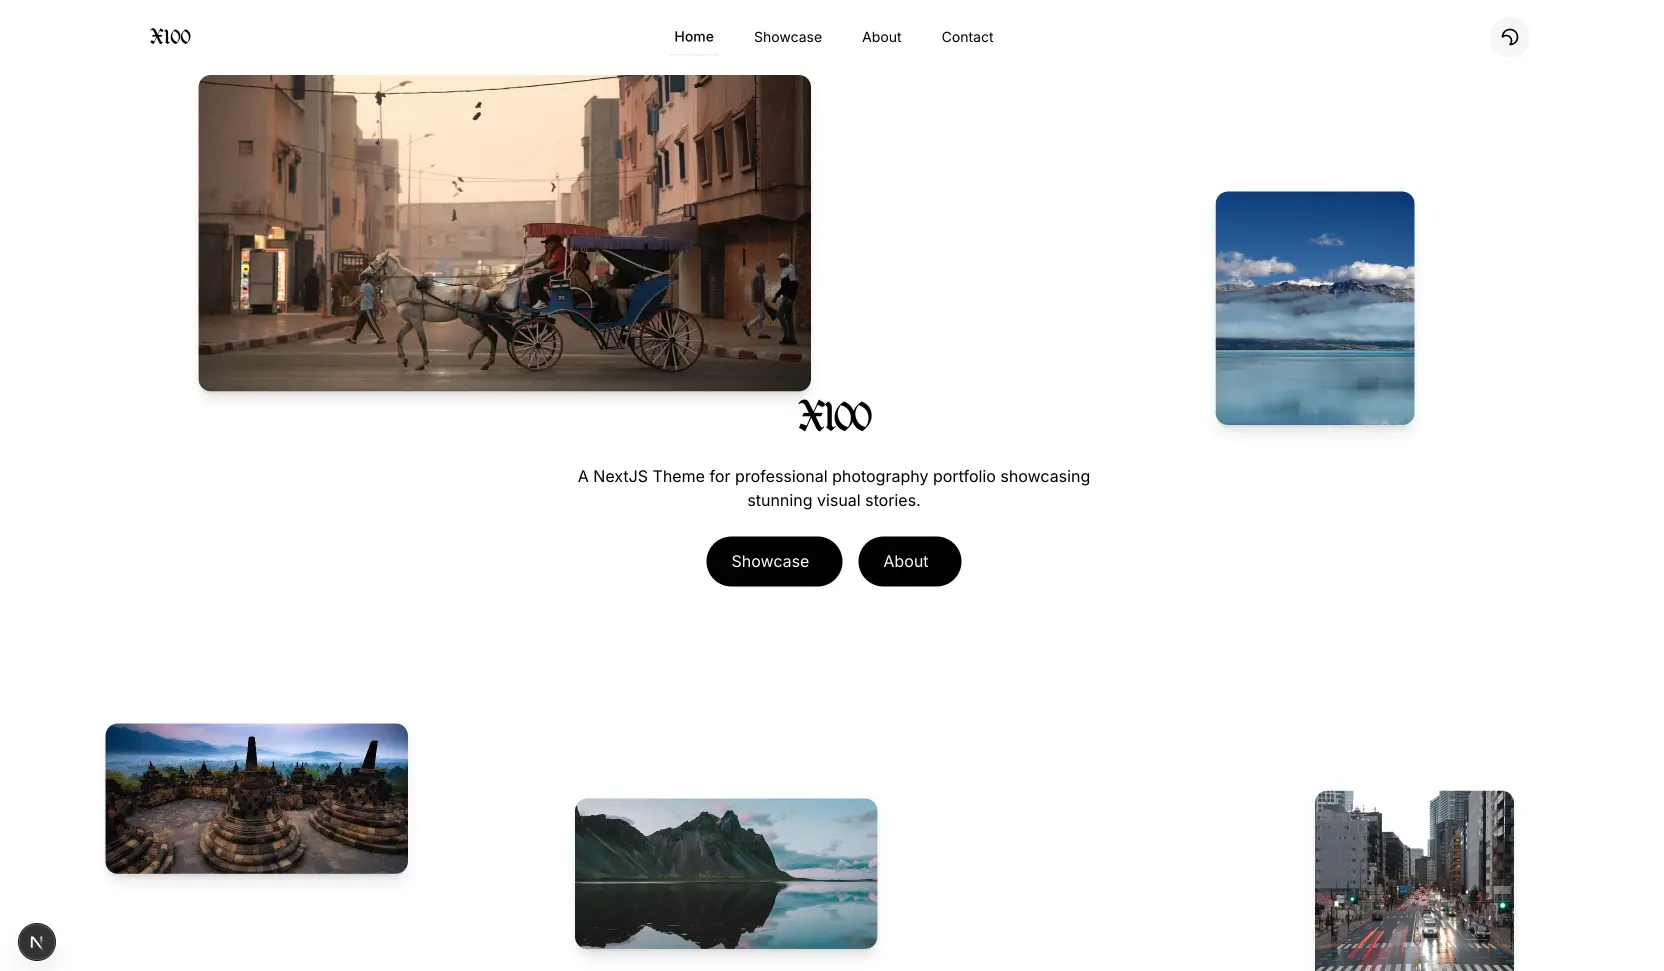 X100
Home
Showcase
About
Contact
X100
A NextJS Theme for professional photography portfolio showcasing
stunning visual stories.
Showcase
About
N